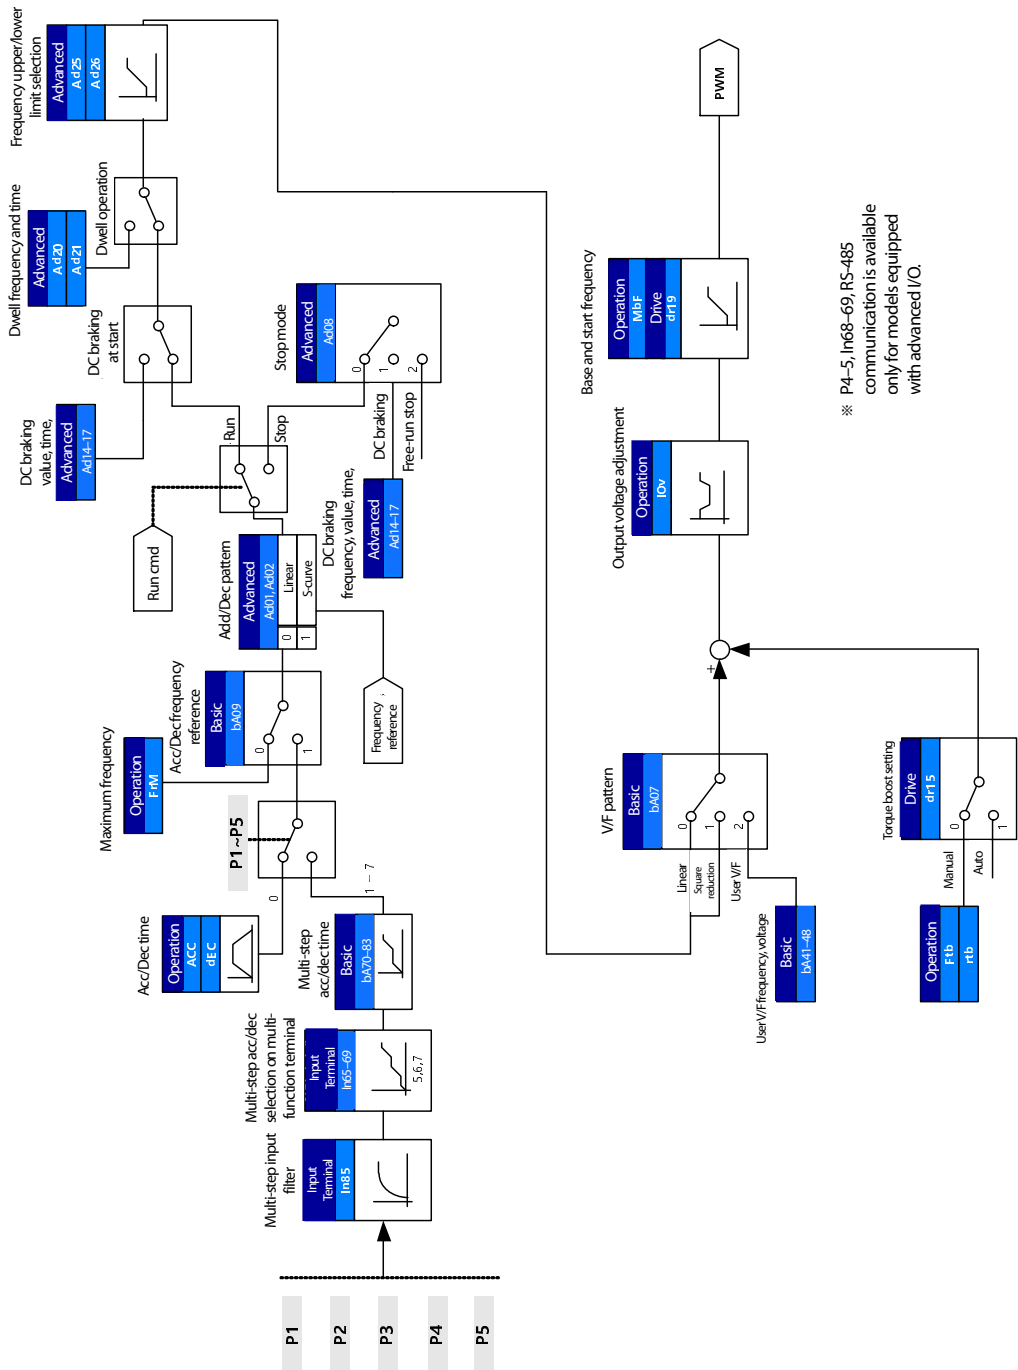 P1
P2
P3
P4
P5
Multi-step input
filter
Input
Terminal
In85
Multi-step acc/dec
selection on multi-
function terminal
Input
Terminal
In65–69
5,6,7
Multi-step
acc/dec time
Basic
bA70–83
1 – 7
Acc/Dec time
Operation
ACC
dEC
0
P1~P5
Maximum frequency
Operation
FrM
Acc/Dec frequency
reference
Basic
bA09
0
1
Frequency
reference
Add/Dec pattern
Advanced
Ad01, Ad02
0
Linear
1
S-curve
Run cmd
Run
Stop
DC braking
frequency, value, time,
Advanced
Ad14–17
DC braking
Free-run stop
Stop mode
Advanced
Ad08
0
1
2
DC braking
value, time,
Advanced
Ad14–17
DC braking
at start
Dwell frequency and time
Advanced
Ad20
Ad21
Dwell operation
Frequency upper/lower
limit selection
Advanced
Ad25
Ad26
V/F pattern
Basic
bA07
Linear
0
Square
reduction
1
User V/F
2
User V/F frequency, voltage
Basic
bA41–48
Operation
Ftb
rtb
Manual
Auto
Torque boost setting
Drive
dr15
0
1
+
Output voltage adjustment
Operation
IOv
Base and start frequency
Operation
MbF
Drive
dr19
PWM
※ P4–5, In68–69, RS-485
communication is available
only for models equipped
with advanced I/O.